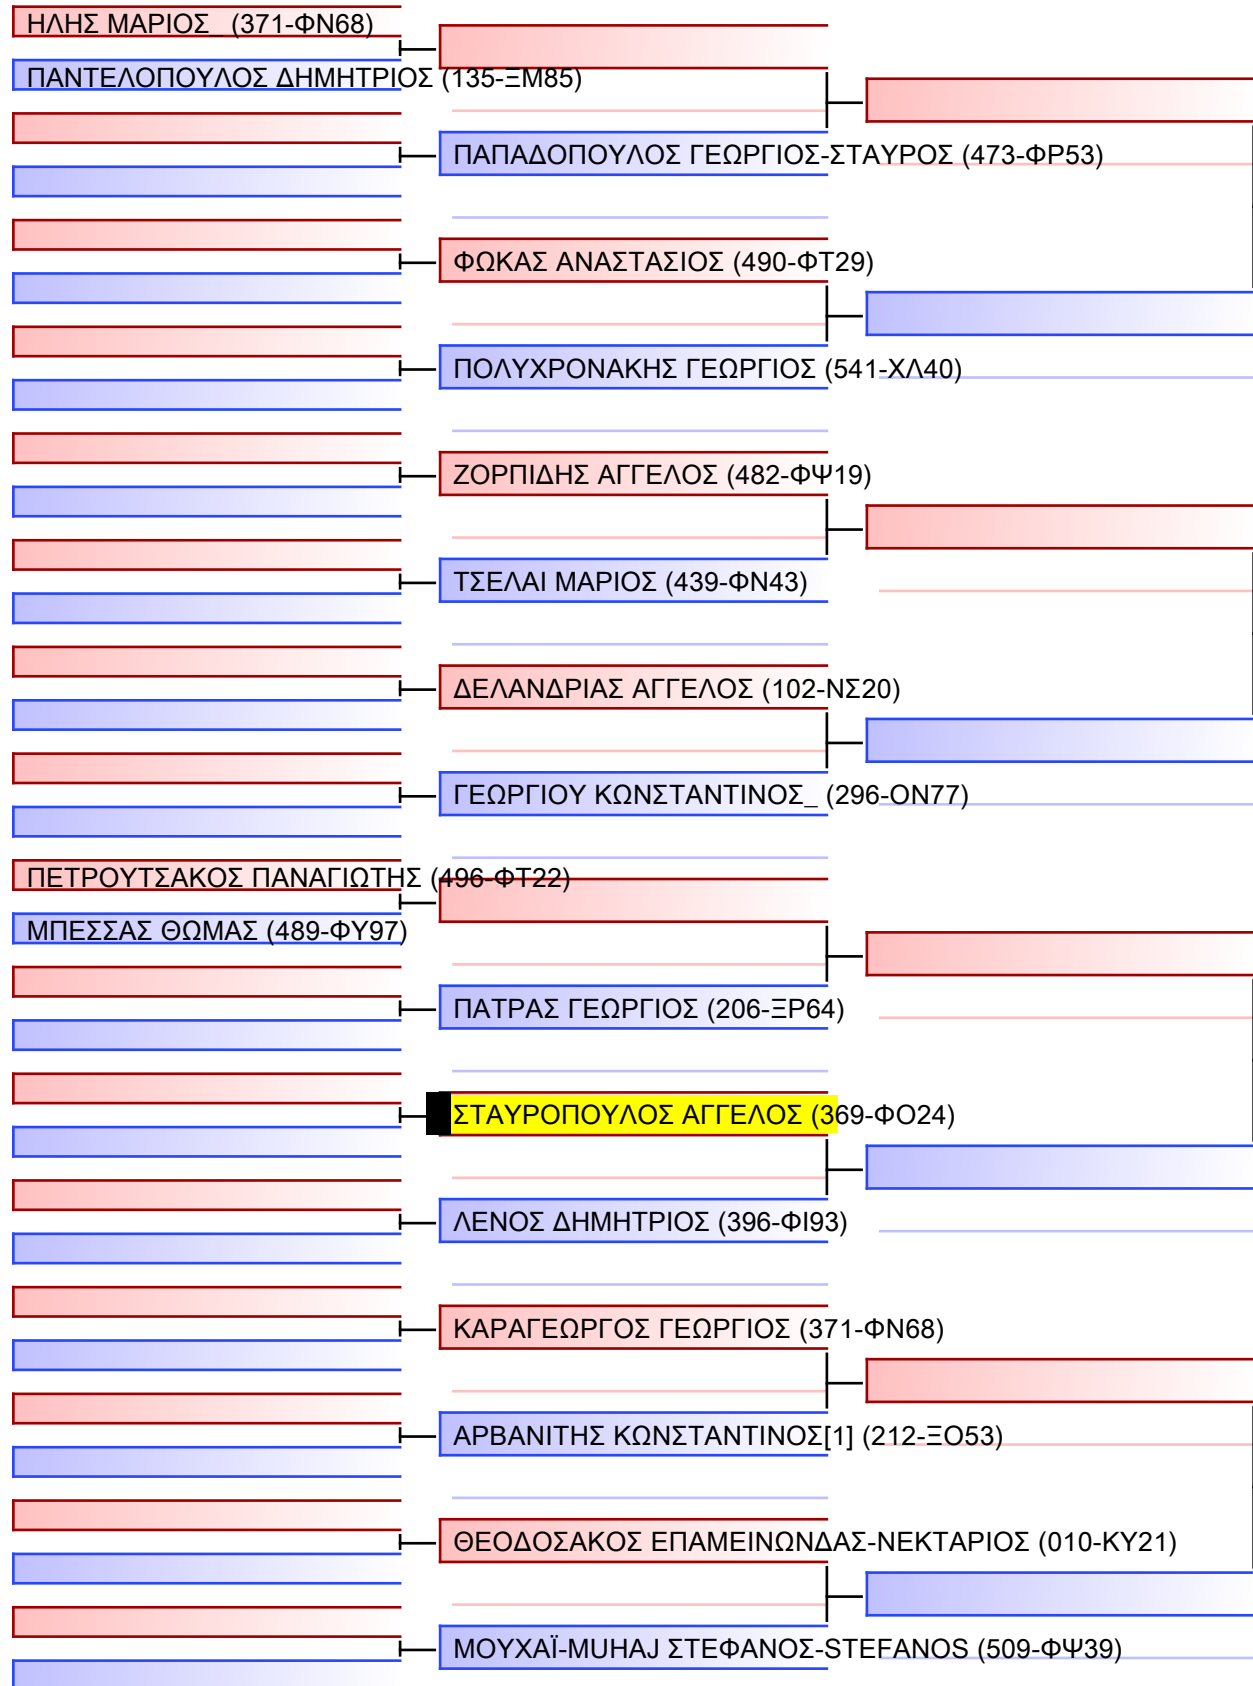 ΗΛΗΣ ΜΑΡΙΟΣ_ (371-ΦΝ68)
ΠΑΝΤΕΛΟΠΟΥΛΟΣ ΔΗΜΗΤΡΙΟΣ (135-ΞΜ85)
ΠΑΠΑΔΟΠΟΥΛΟΣ ΓΕΩΡΓΙΟΣ-ΣΤΑΥΡΟΣ (473-ΦΡ53)
ΦΩΚΑΣ ΑΝΑΣΤΑΣΙΟΣ (490-ΦΤ29)
ΠΟΛΥΧΡΟΝΑΚΗΣ ΓΕΩΡΓΙΟΣ (541-ΧΛ40)
ΖΟΡΠΙΔΗΣ ΑΓΓΕΛΟΣ (482-ΦΨ19)
ΤΣΕΛΑΙ ΜΑΡΙΟΣ (439-ΦΝ43)
ΔΕΛΑΝΔΡΙΑΣ ΑΓΓΕΛΟΣ (102-ΝΣ20)
ΓΕΩΡΓΙΟΥ ΚΩΝΣΤΑΝΤΙΝΟΣ_ (296-ΟΝ77)
ΠΕΤΡΟΥΤΣΑΚΟΣ ΠΑΝΑΓΙΩΤΗΣ (496-ΦΤ22)
ΜΠΕΣΣΑΣ ΘΩΜΑΣ (489-ΦΥ97)
ΠΑΤΡΑΣ ΓΕΩΡΓΙΟΣ (206-ΞΡ64)
ΣΤΑΥΡΟΠΟΥΛΟΣ ΑΓΓΕΛΟΣ (369-ΦΟ24)
ΛΕΝΟΣ ΔΗΜΗΤΡΙΟΣ (396-ΦΙ93)
ΚΑΡΑΓΕΩΡΓΟΣ ΓΕΩΡΓΙΟΣ (371-ΦΝ68)
ΑΡΒΑΝΙΤΗΣ ΚΩΝΣΤΑΝΤΙΝΟΣ[1] (212-ΞΟ53)
ΘΕΟΔΟΣΑΚΟΣ ΕΠΑΜΕΙΝΩΝΔΑΣ-ΝΕΚΤΑΡΙΟΣ (010-ΚΥ21)
ΜΟΥΧΑΪ-MUHAJ ΣΤΕΦΑΝΟΣ-STEFANOS (509-ΦΨ39)